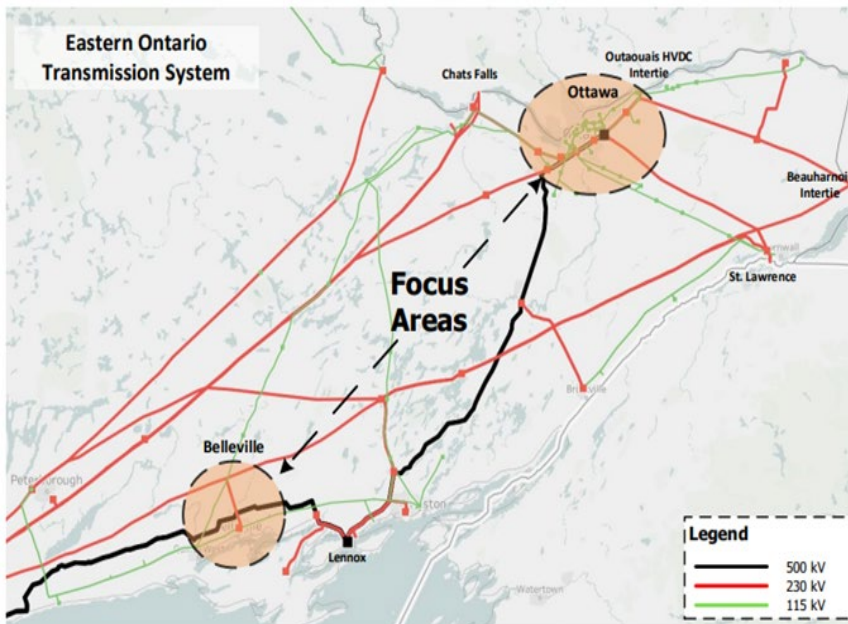 Eastern Ontario
Transmission System
Chats Falls
Outaouais HVDC
Intertie
Ottawa
Beauharnois
Intertie
St. Lawrence
Focus
Areas
Belleville
Peterborough
Lennox
Watertown
Legend
500 kV
230 kV
115 kV